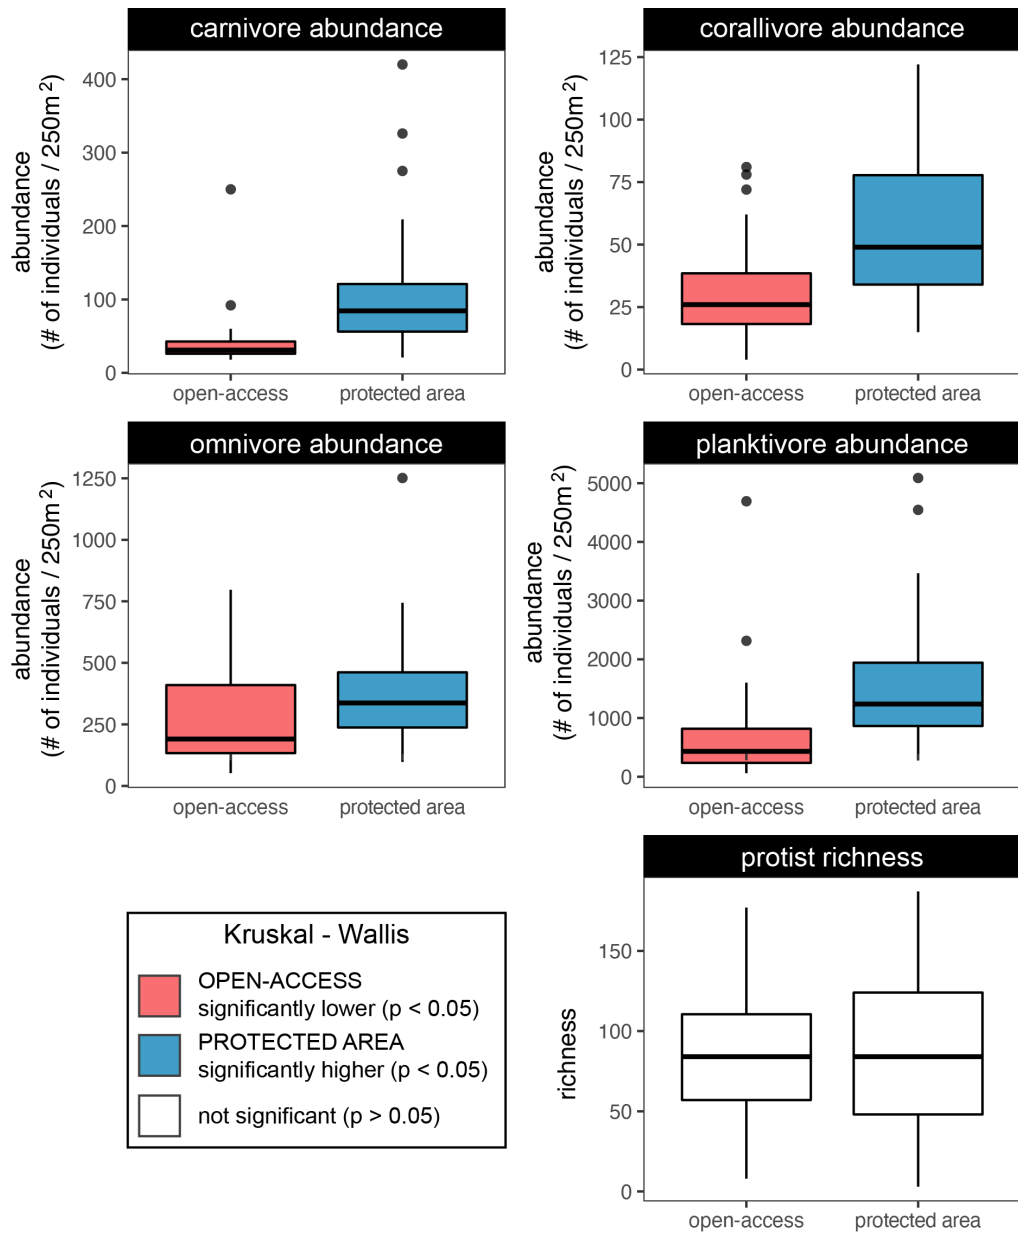 carnivore abundance
abundance
(# of individuals / 250m²)
400
300
200
100
0
open-access
protected area
corallivore abundance
abundance
(# of individuals / 250m²)
125
100
75
50
25
0
open-access
protected area
omnivore abundance
abundance
(# of individuals / 250m²)
1250
1000
750
500
250
0
open-access
protected area
planktivore abundance
abundance
(# of individuals / 250m²)
5000
4000
3000
2000
1000
0
open-access
protected area
Kruskal - Wallis
OPEN-ACCESS
significantly lower (p < 0.05)
PROTECTED AREA
significantly higher (p < 0.05)
not significant (p > 0.05)
protist richness
richness
150
100
50
0
open-access
protected area